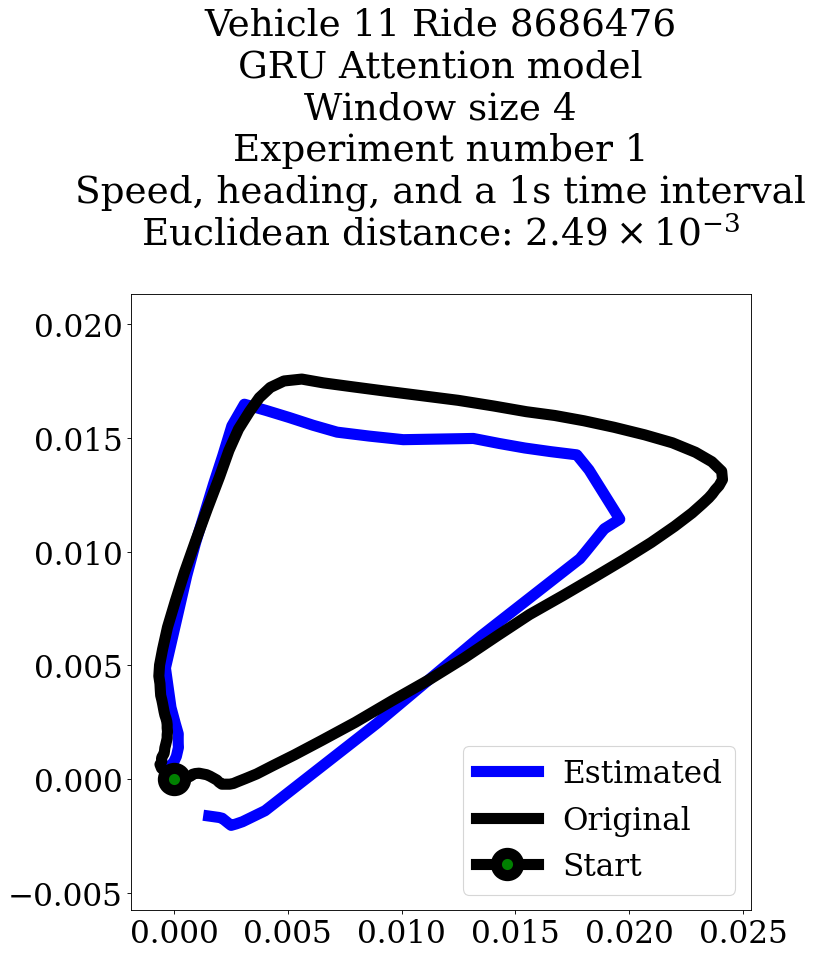 Vehicle 11 Ride 8686476
GRU Attention model
Window size 4
Experiment number 1
Speed, heading, and a 1s time interval
Euclidean distance: 2.49 × 10⁻³
0.020
0.015
0.010
0.005
0.000
−0.005
0.000 0.005 0.010 0.015 0.020 0.025
Estimated
Original
Start